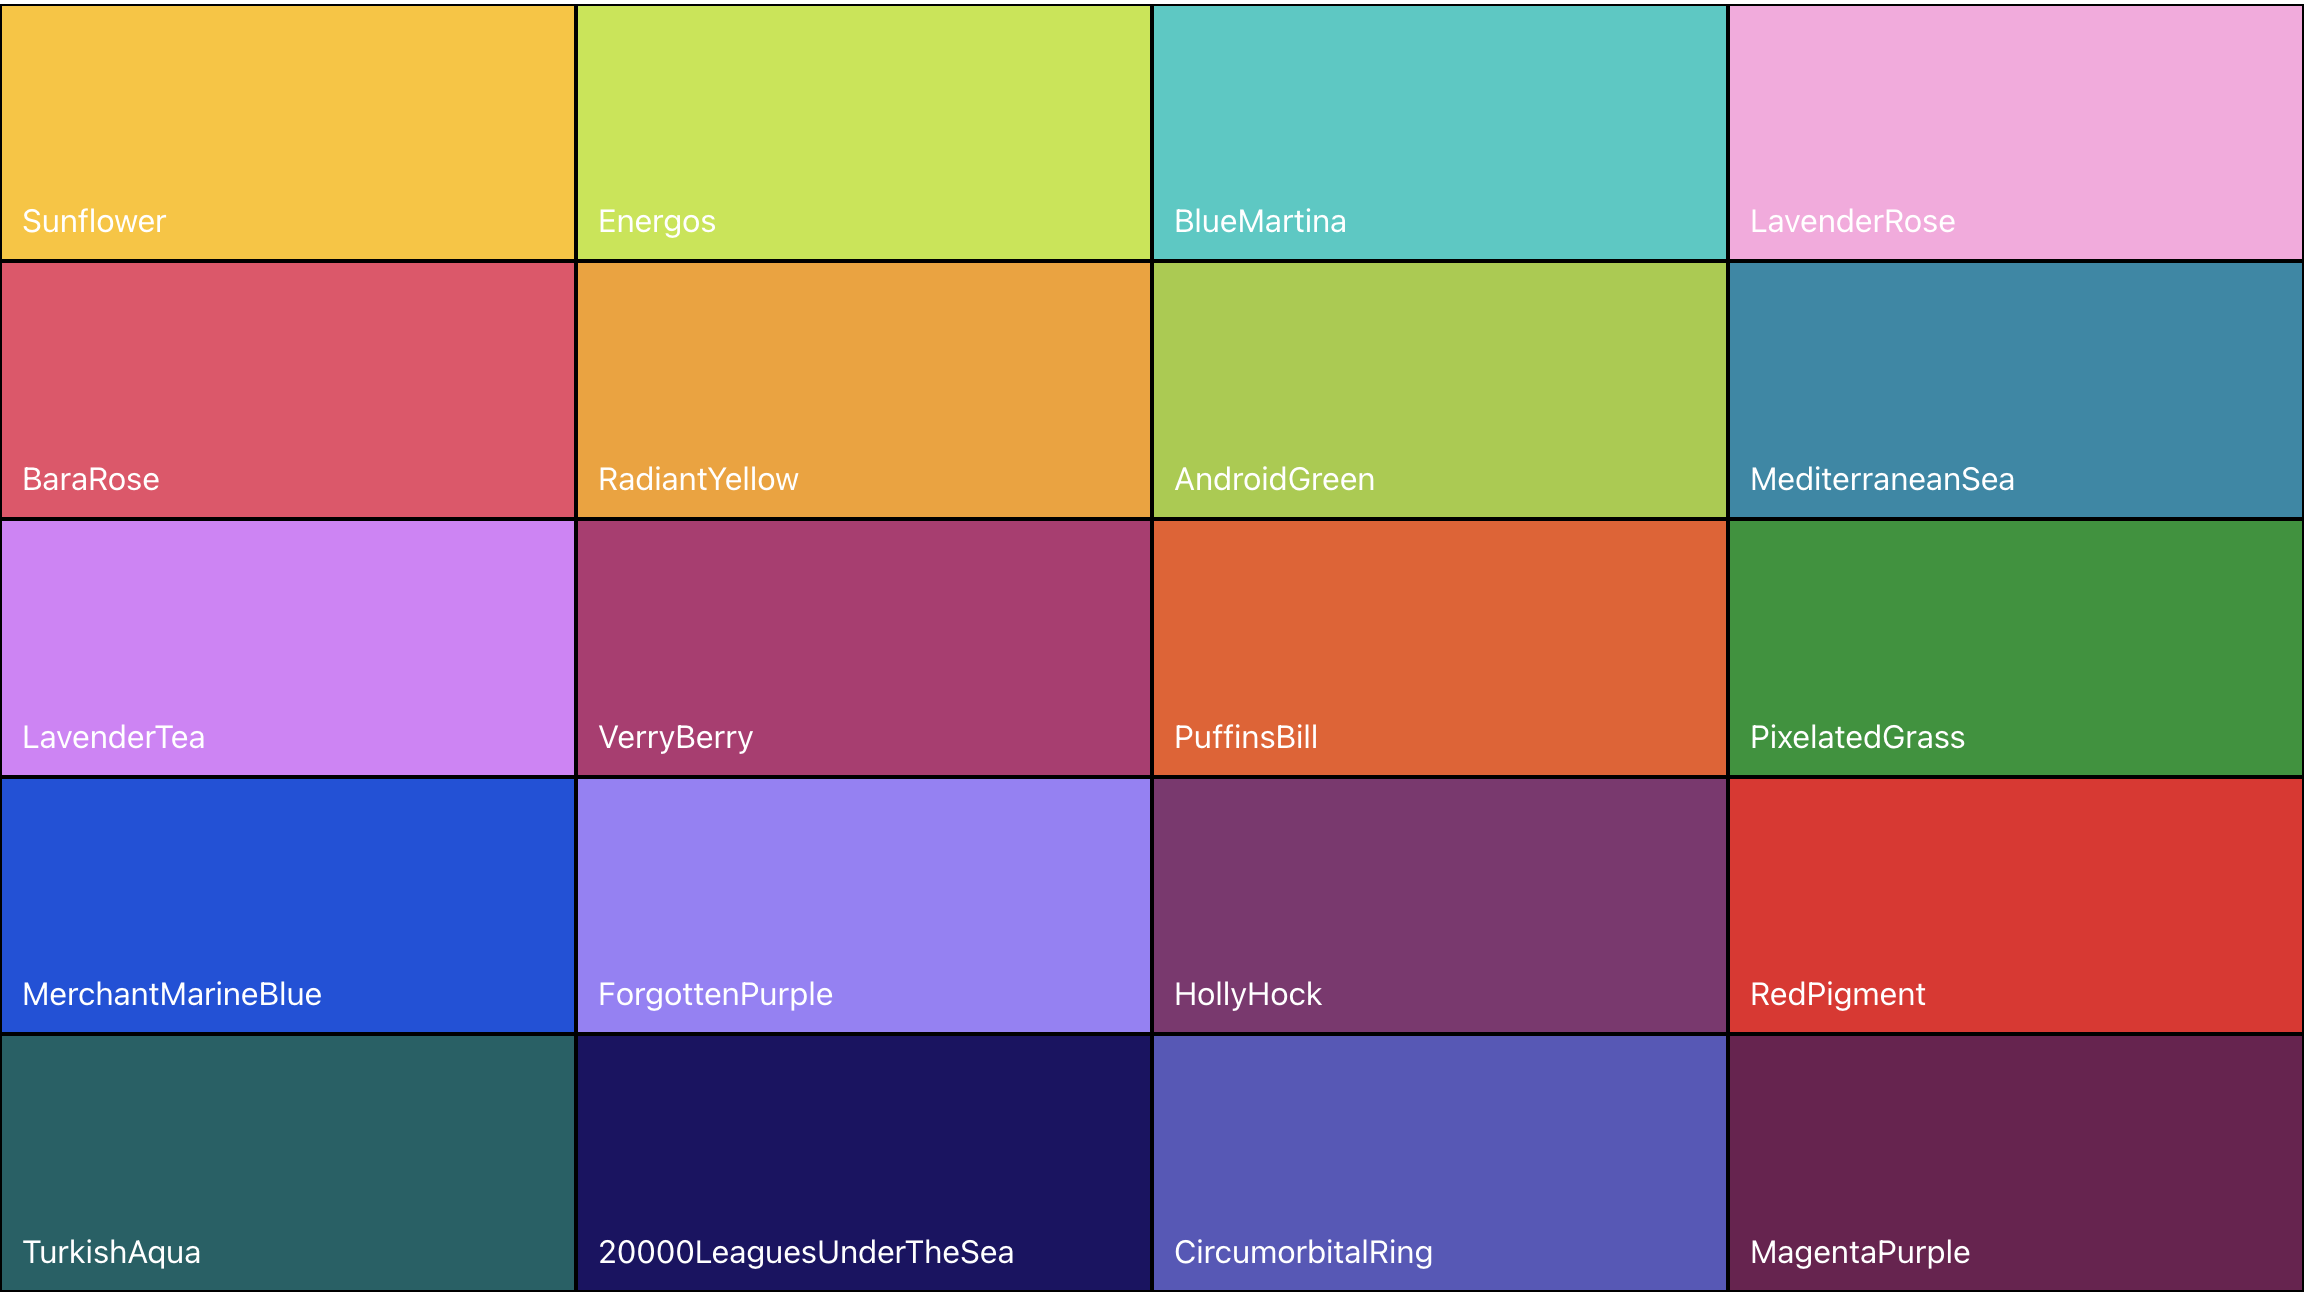 Sunflower
Energos
BlueMartina
LavenderRose
BaraRose
RadiantYellow
AndroidGreen
MediterraneanSea
LavenderTea
VerryBerry
PuffinsBill
PixelatedGrass
MerchantMarineBlue
ForgottenPurple
HollyHock
RedPigment
TurkishAqua
20000LeaguesUnderTheSea
CircumorbitalRing
MagentaPurple